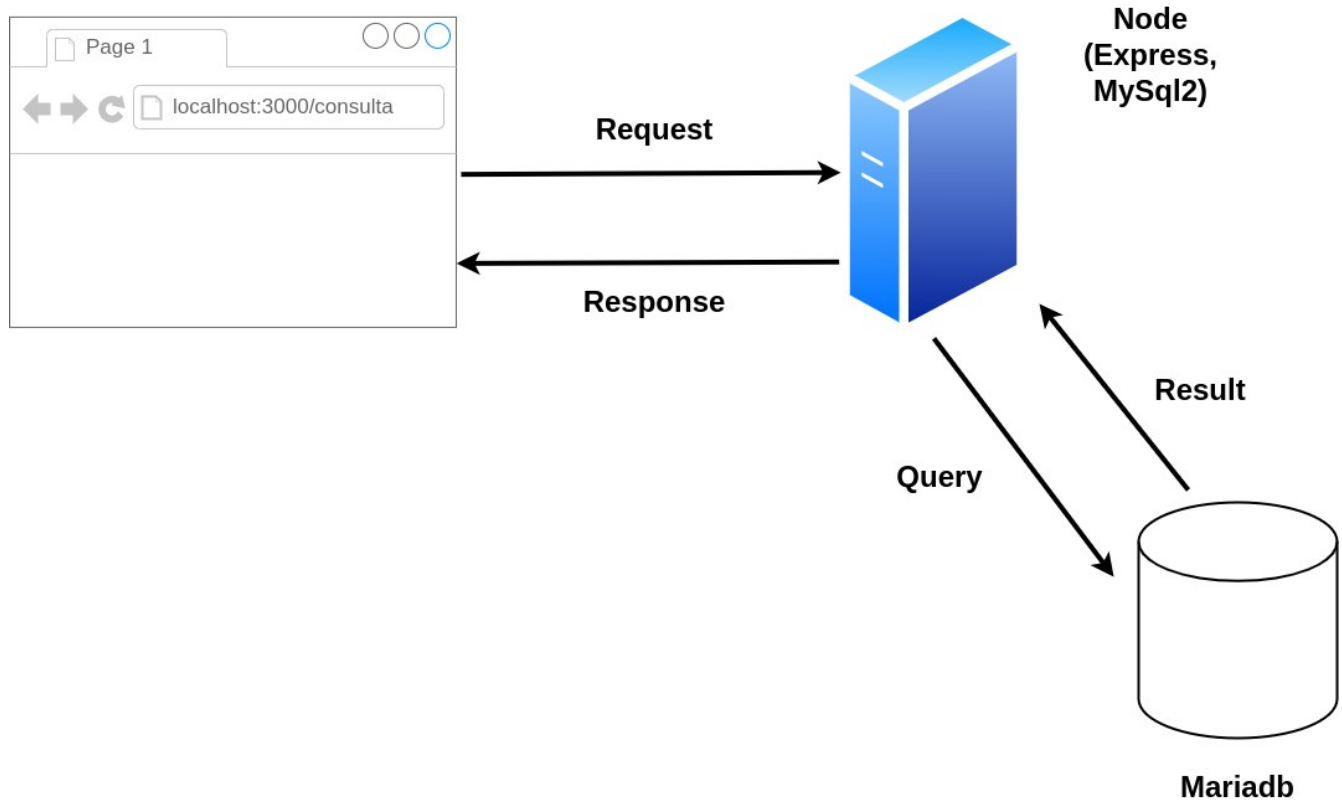 Page 1
localhost:3000/consulta
Request
Response
Node
(Express,
MySql2)
Result
Query
Mariadb